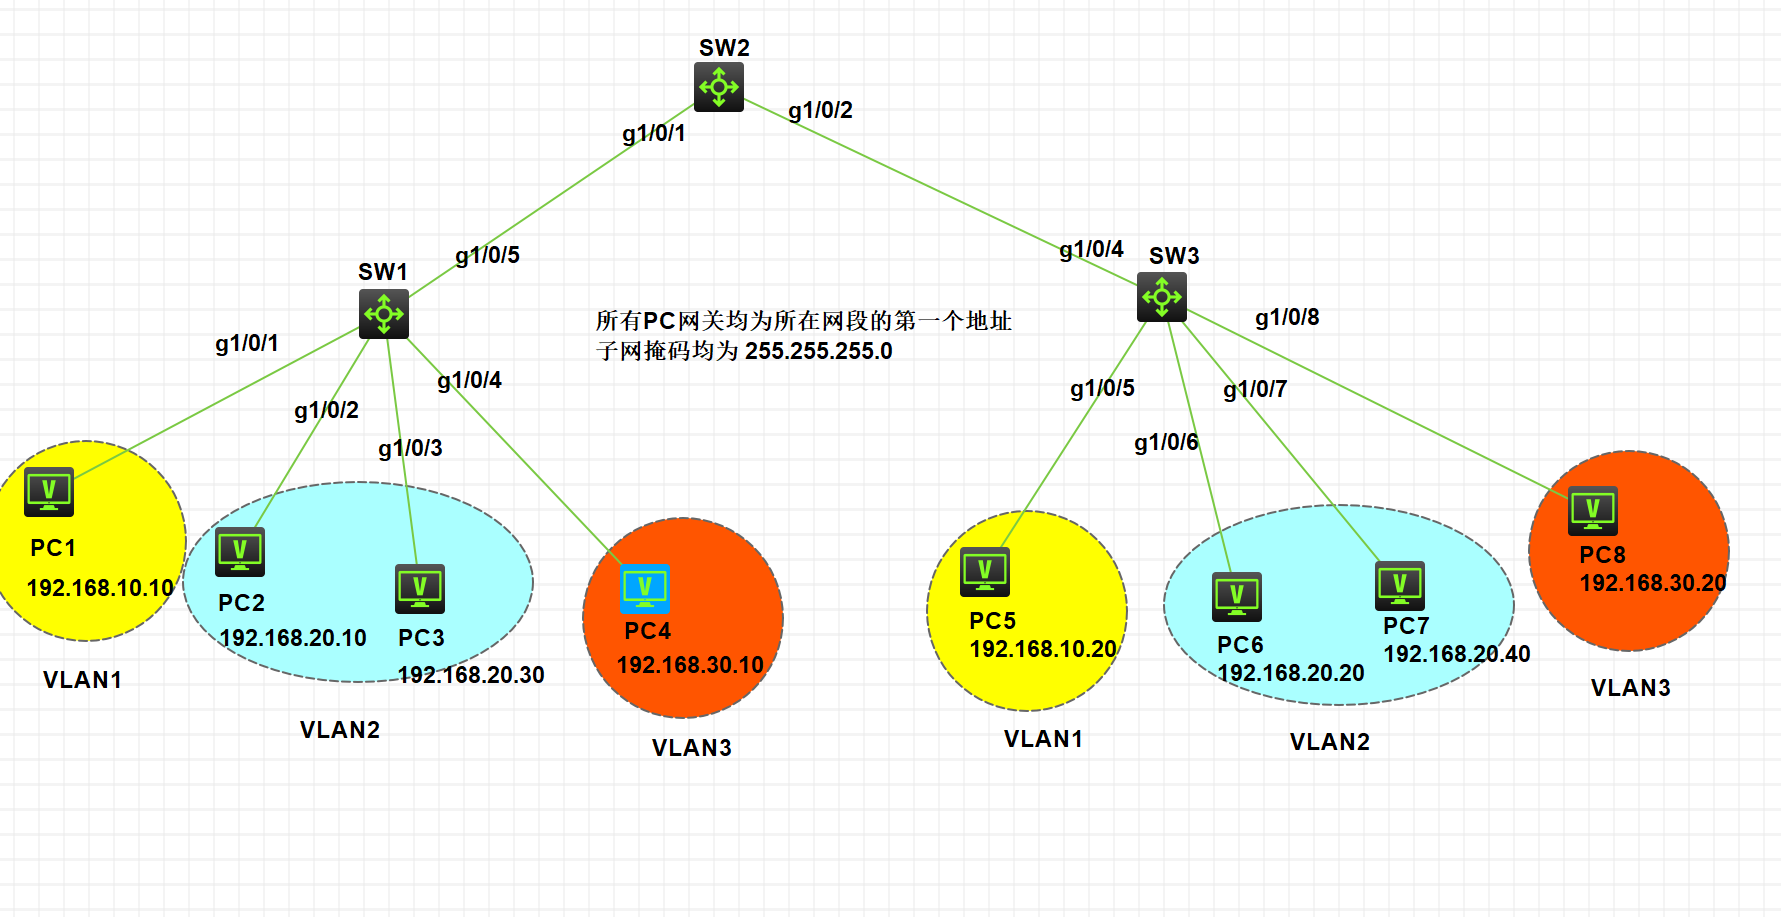 SW2
g1/0/2
g1/0/1
g1/0/5
g1/0/4
SW3
SW1
所有PC网关均为所在网段的第一个地址
子网掩码均为 255.255.255.0
g1/0/8
g1/0/1
g1/0/4
g1/0/2
g1/0/3
g1/0/5
g1/0/7
g1/0/6
V
PC1
192.168.10.10
VLAN1
V
PC2
192.168.20.10
V
PC3
192.168.20.30
VLAN2
V
PC4
192.168.30.10
VLAN3
V
PC5
192.168.10.20
VLAN1
V
PC6
192.168.20.20
V
PC7
192.168.20.40
VLAN2
V
PC8
192.168.30.20
VLAN3